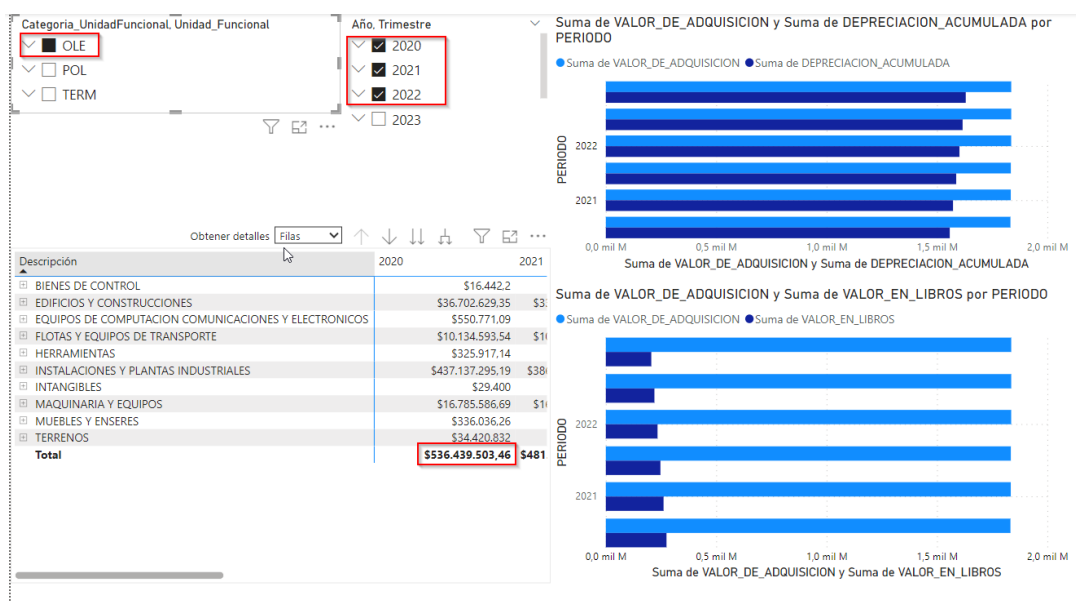 Categoria_UnidadFuncional, Unidad_Funcional
OLE
POL
TERM
Año, Trimestre
2020
2021
2022
2023
Obtener detalles Filas
Descripción 2020 2021
BIENES DE CONTROL $16.442,2
EDIFICIOS Y CONSTRUCCIONES $36.702.629,35
EQUIPOS DE COMPUTACION COMUNICACIONES Y ELECTRONICOS $550.771,09
FLOTAS Y EQUIPOS DE TRANSPORTE $10.134.593,54
HERRAMIENTAS $325.917,14
INSTALACIONES Y PLANTAS INDUSTRIALES $437.137.295,19
INTANGIBLES $29.400
MAQUINARIA Y EQUIPOS $16.785.586,69
MUEBLES Y ENSERES $336.036,26
TERRENOS $34.420.832
Total $536.439.503,46 $481
Suma de VALOR_DE_ADQUISICION y Suma de DEPRECIACION_ACUMULADA por
PERIODO
Suma de VALOR_DE_ADQUISICION Suma de DEPRECIACION_ACUMULADA
PERIODO
2022
2021
0,0 mil M 0,5 mil M 1,0 mil M 1,5 mil M 2,0 mil M
Suma de VALOR_DE_ADQUISICION y Suma de DEPRECIACION_ACUMULADA
Suma de VALOR_DE_ADQUISICION y Suma de VALOR_EN_LIBROS por PERIODO
Suma de VALOR_DE_ADQUISICION Suma de VALOR_EN_LIBROS
PERIODO
2022
2021
0,0 mil M 0,5 mil M 1,0 mil M 1,5 mil M 2,0 mil M
Suma de VALOR_DE_ADQUISICION y Suma de VALOR_EN_LIBROS